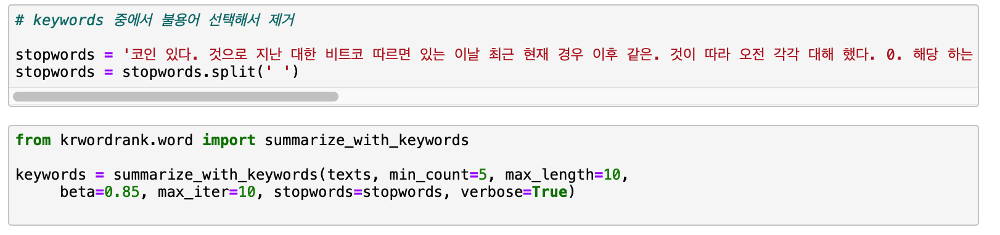 # keywords 중에서 불용어 선택해서 제거
stopwords = '코인 있다. 것으로 지난 대한 비트코 따르면 있는 이날 최근 현재 경우 이후 같은. 것이 따라 오전 각각 대해 했다. 0. 해당 하는
stopwords = stopwords.split(' ')
from krwordrank.word import summarize_with_keywords
keywords = summarize_with_keywords(texts, min_count=5, max_length=10,
beta=0.85, max_iter=10, stopwords=stopwords, verbose=True)